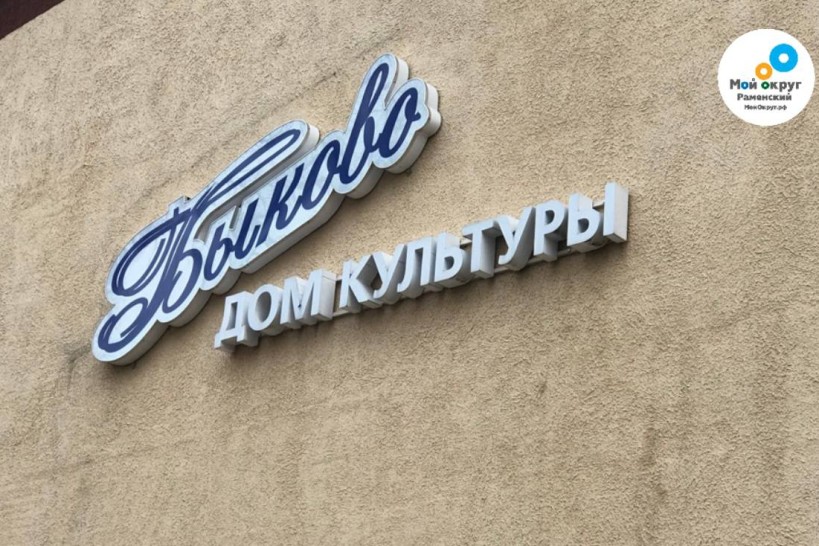 Быково
ДОМ КУЛЬТУРЫ
Мой округ
Раменский
МойОкруг.рф